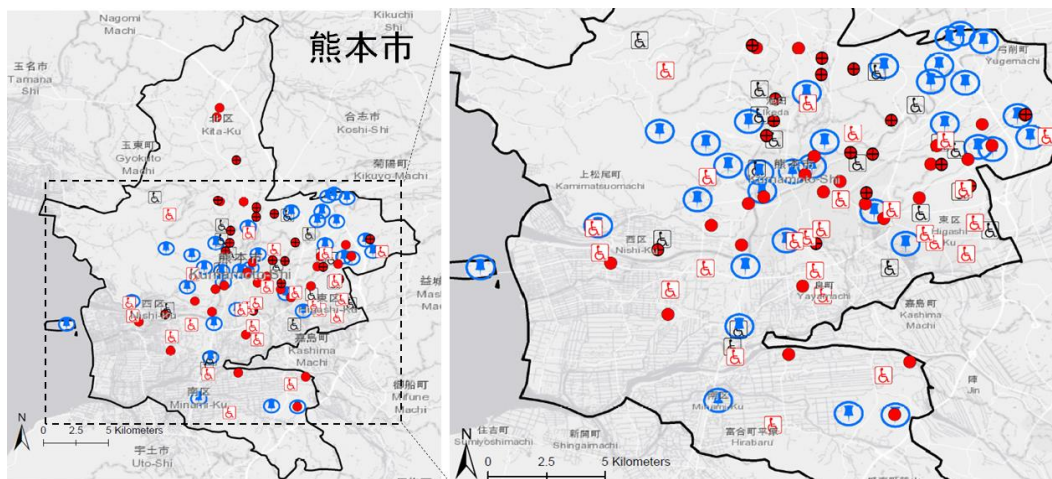 熊本市
长岭
Nagomi
Machi
Kikuchi
Shi
玉名市
Tamana
Shi
北区
Kita-Ku
合志市
Koshi-Shi
玉東町
Gyokuto
Machi
菊陽町
Kikuyo-Machi
熊本市
Kumamoto-Shi
西区
Nishi-Ku
東区
Higashi-
Ku
嘉島町
Kashima
Machi
南区
Minami-Ku
御船町
Mifune
Machi
宇土市
Uto-Shi
N
0 2.5 5 Kilometers
弓削町
Yugemachi
池田
Ikeda
上松尾町
Kamimatsuomachi
熊本市
Kumamoto-Shi
西区
Nishi-Ku
東区
Higashi
Ku
嘉島町
Kashima
Machi
陣
Jin
南区
Minami-Ku
住吉町
Sumiyoshimachi
新開町
Shingaimachi
富合町平原
Hirabaru
N
0 2.5 5 Kilometers